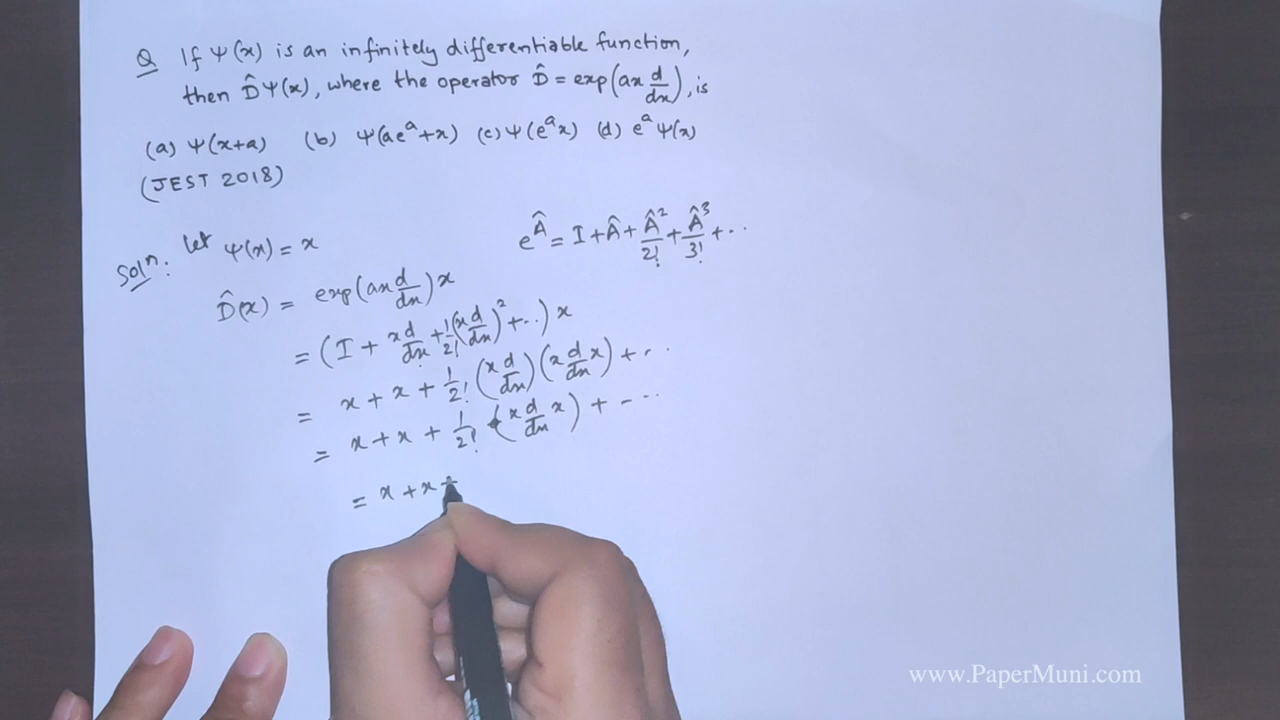 Q If Ψ(x) is an infinitely differentiable function,
then D̂Ψ(x), where the operator D̂ = exp(ax d/dx), is
(a) Ψ(x+a) (b) Ψ(ae^a+x) (c) Ψ(e^a x) (d) e^a Ψ(x)
(JEST 2018)
Solⁿ: Let Ψ(x) = x
e^Â = I + Â + Â²/2! + Â³/3! + ..
D̂(x) = exp(ax d/dx) x
= (I + x d/dx + 1/2! (x d/dx)² + ..) x
= x + x + 1/2! (x d/dx)(x d/dx x) + ..
= x + x + 1/2! (x d/dx x) + - - -
= x + x +
www.PaperMuni.com